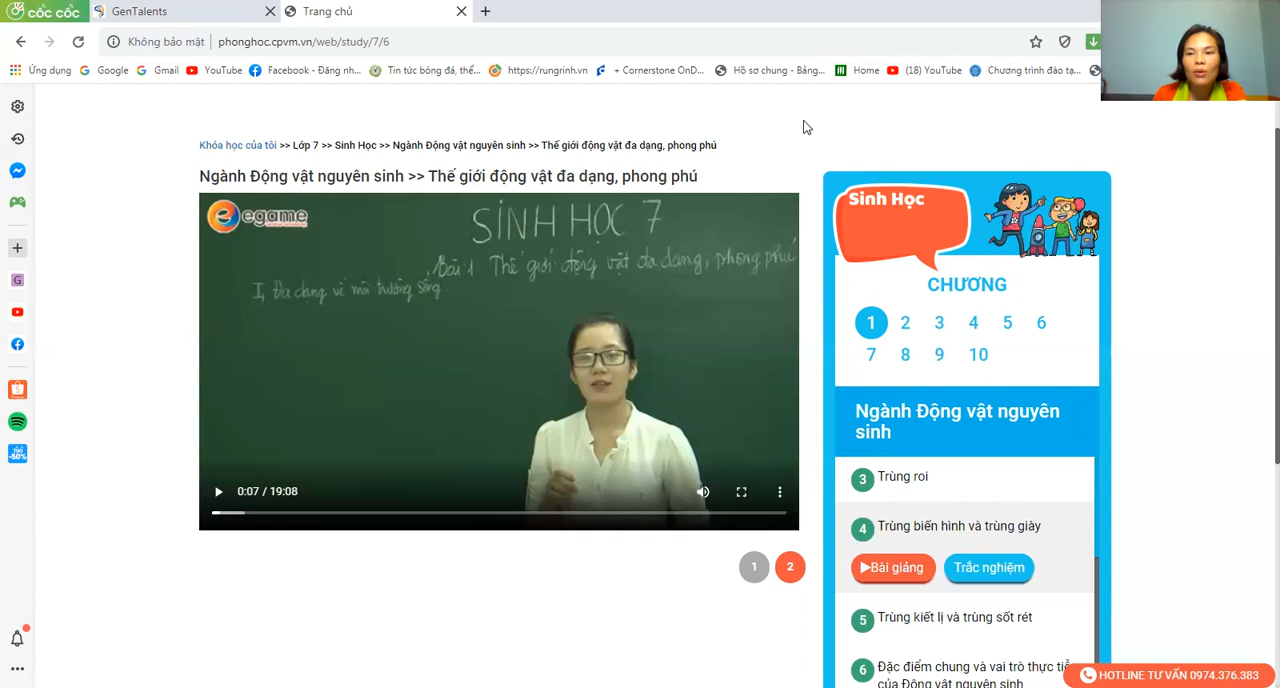 cốc cốc
GenTalents
Trang chủ
Không bảo mật
phonghoc.cpvm.vn/web/study/7/6
Ứng dụng
Google
Gmail
YouTube
Facebook - Đăng nh...
Tin tức bóng đá, thể...
https://rungrinh.vn
+ Cornerstone OnD...
Hồ sơ chung - Bảng...
Home
(18) YouTube
Chương trình đào tạ...
Khóa học của tôi >> Lớp 7 >> Sinh Học >> Ngành Động vật nguyên sinh >> Thế giới động vật đa dạng, phong phú
Ngành Động vật nguyên sinh >> Thế giới động vật đa dạng, phong phú
egame
SINH HỌC 7
Bài 1 Thế giới động vật đa dạng, phong phú
I, Đa dạng về môi trường sống
0:07 / 19:08
1 2
Sinh Học
CHƯƠNG
1 2 3 4 5 6
7 8 9 10
Ngành Động vật nguyên
sinh
3 Trùng roi
4 Trùng biến hình và trùng giày
Bài giảng
Trắc nghiệm
5 Trùng kiết lị và trùng sốt rét
6 Đặc điểm chung và vai trò thực tiễ
của Động vật nguyên sinh
HOTLINE TƯ VẤN 0974.376.383
G
TIKI
-50%